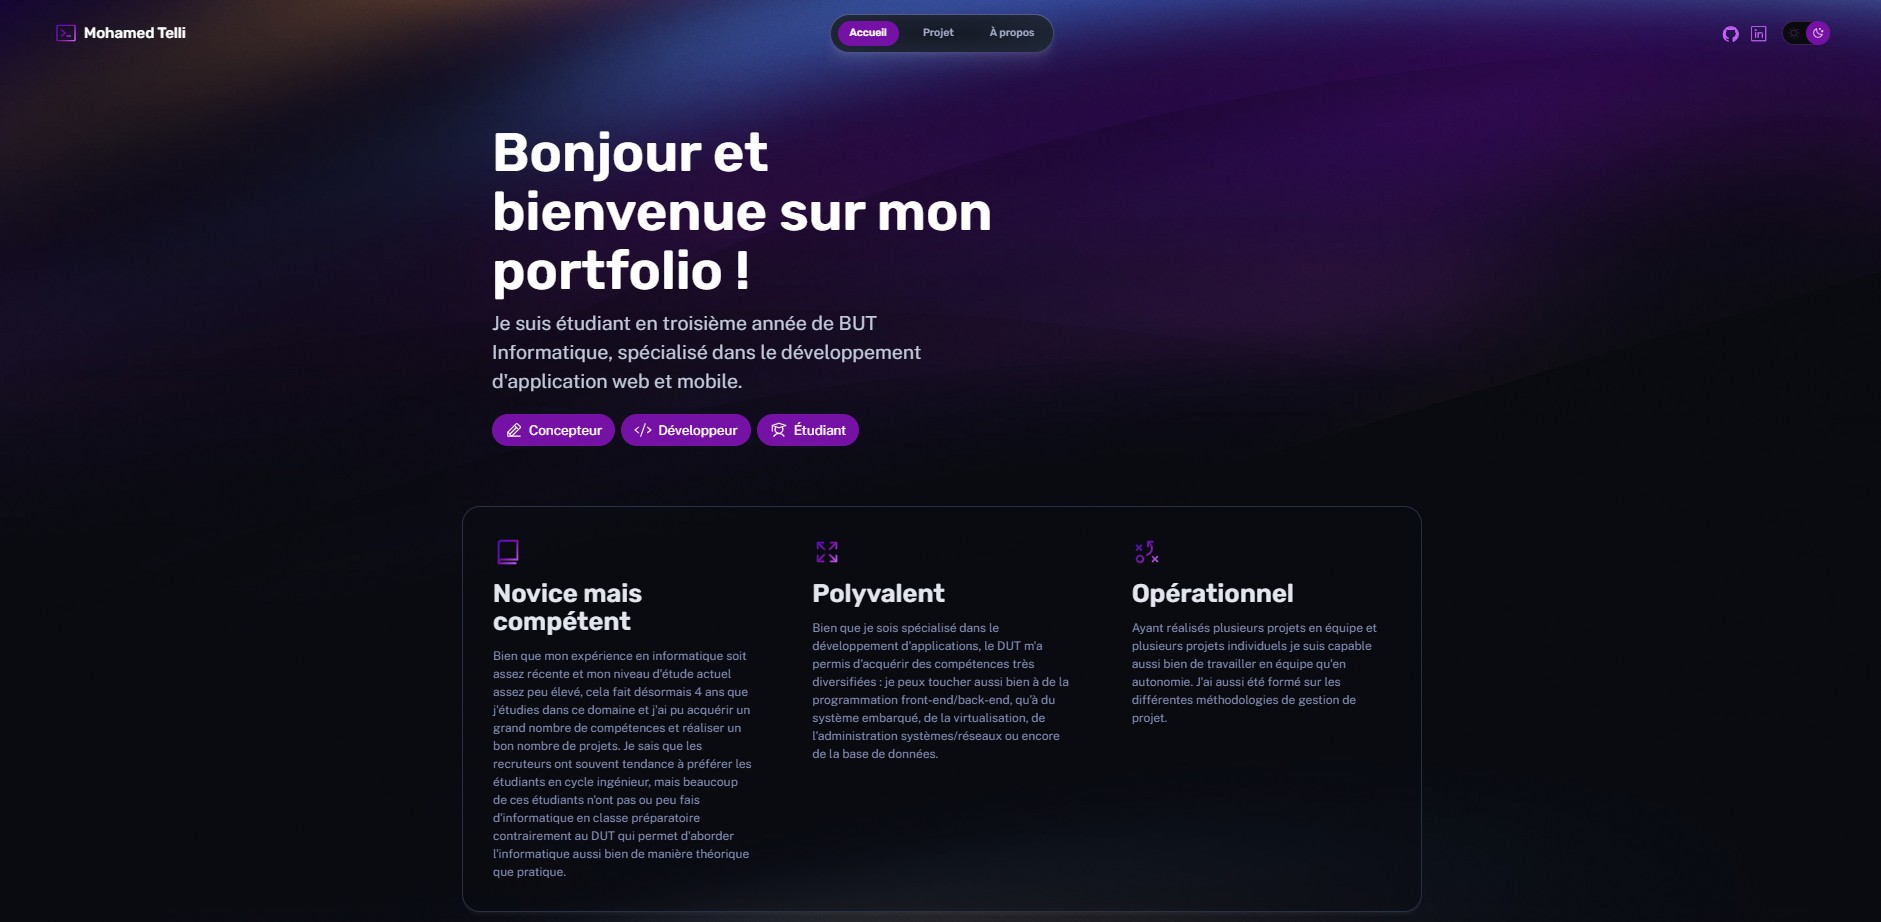 Mohamed Telli
Accueil
Projet
À propos
Bonjour et
bienvenue sur mon
portfolio !
Je suis étudiant en troisième année de BUT
Informatique, spécialisé dans le développement
d'application web et mobile.
Concepteur
Développeur
Étudiant
Novice mais
compétent
Bien que mon expérience en informatique soit
assez récente et mon niveau d'étude actuel
assez peu élevé, cela fait désormais 4 ans que
j'étudies dans ce domaine et j'ai pu acquérir un
grand nombre de compétences et réaliser un
bon nombre de projets. Je sais que les
recruteurs ont souvent tendance à préférer les
étudiants en cycle ingénieur, mais beaucoup
de ces étudiants n'ont pas ou peu fais
d'informatique en classe préparatoire
contrairement au DUT qui permet d'aborder
l'informatique aussi bien de manière théorique
que pratique.
Polyvalent
Bien que je sois spécialisé dans le
développement d'applications, le DUT m'a
permis d'acquérir des compétences très
diversifiées : je peux toucher aussi bien à de la
programmation front-end/back-end, qu'à du
système embarqué, de la virtualisation, de
l'administration systèmes/réseaux ou encore
de la base de données.
Opérationnel
Ayant réalisés plusieurs projets en équipe et
plusieurs projets individuels je suis capable
aussi bien de travailler en équipe qu'en
autonomie. J'ai aussi été formé sur les
différentes méthodologies de gestion de
projet.